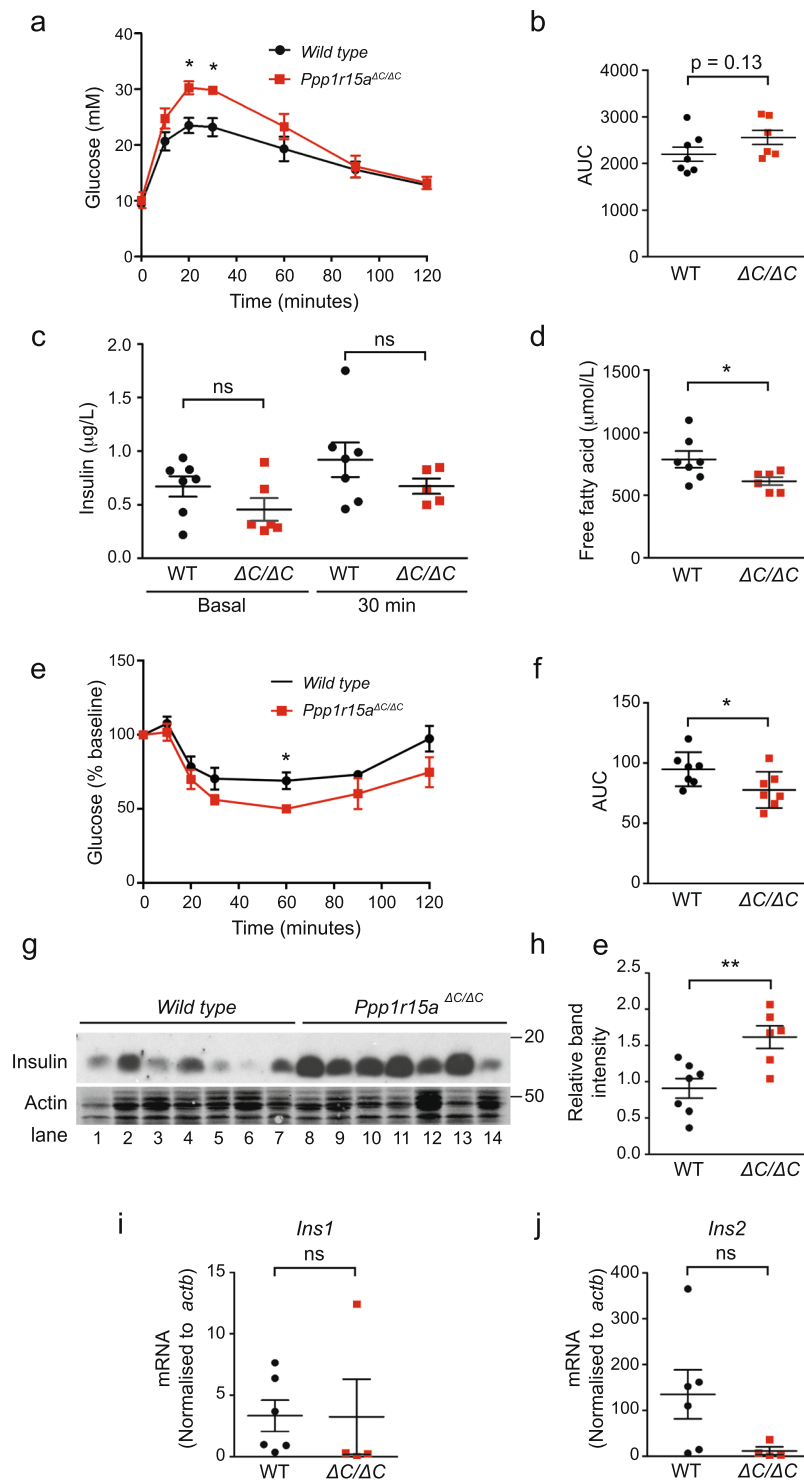 a
Glucose (mM)
40
30
20
10
0
0 20 40 60 80 100 120
Time (minutes)
* *
Wild type
Ppp1r15aΔC/ΔC
b
p = 0.13
AUC
4000
3000
2000
1000
0
WT ΔC/ΔC
c
Insulin (μg/L)
2.0
1.5
1.0
0.5
0.0
ns
ns
WT ΔC/ΔC WT ΔC/ΔC
Basal 30 min
d
Free fatty acid (μmol/L)
1500
1000
500
0
*
WT ΔC/ΔC
e
Glucose (% baseline)
150
100
50
0
0 20 40 60 80 100 120
Time (minutes)
*
Wild type
Ppp1r15aΔC/ΔC
f
AUC
150
100
50
0
*
WT ΔC/ΔC
g
Wild type Ppp1r15a ΔC/ΔC
Insulin
20
Actin
50
lane 1 2 3 4 5 6 7 8 9 10 11 12 13 14
h e
Relative band
intensity
2.5
2.0
1.5
1.0
0.5
0.0
**
WT ΔC/ΔC
i
Ins1
ns
mRNA
(Normalised to actb)
15
10
5
0
WT ΔC/ΔC
j
Ins2
ns
mRNA
(Normalised to actb)
400
300
200
100
0
WT ΔC/ΔC